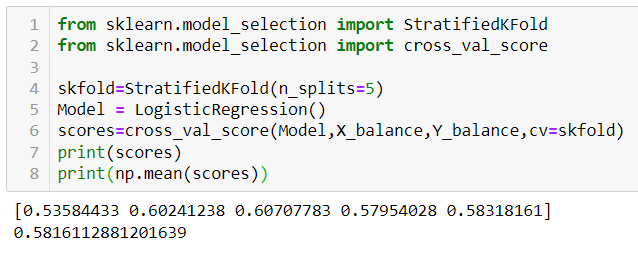 1 from sklearn.model_selection import StratifiedKFold
2 from sklearn.model_selection import cross_val_score
3
4 skfold=StratifiedKFold(n_splits=5)
5 Model = LogisticRegression()
6 scores=cross_val_score(Model,X_balance,Y_balance,cv=skfold)
7 print(scores)
8 print(np.mean(scores))
[0.53584433 0.60241238 0.60707783 0.57954028 0.58318161]
0.5816112881201639